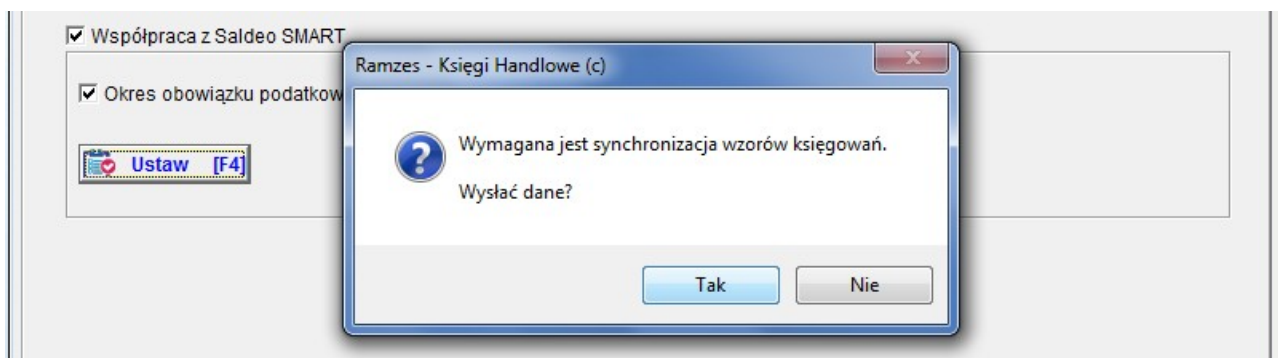 Współpraca z Saldeo SMART
Ramzes - Księgi Handlowe (c)
Okres obowiązku
Wymagana jest synchronizacja wzorów księgowań.
Wysłać dane?
Ustaw [F4]
Tak
Nie